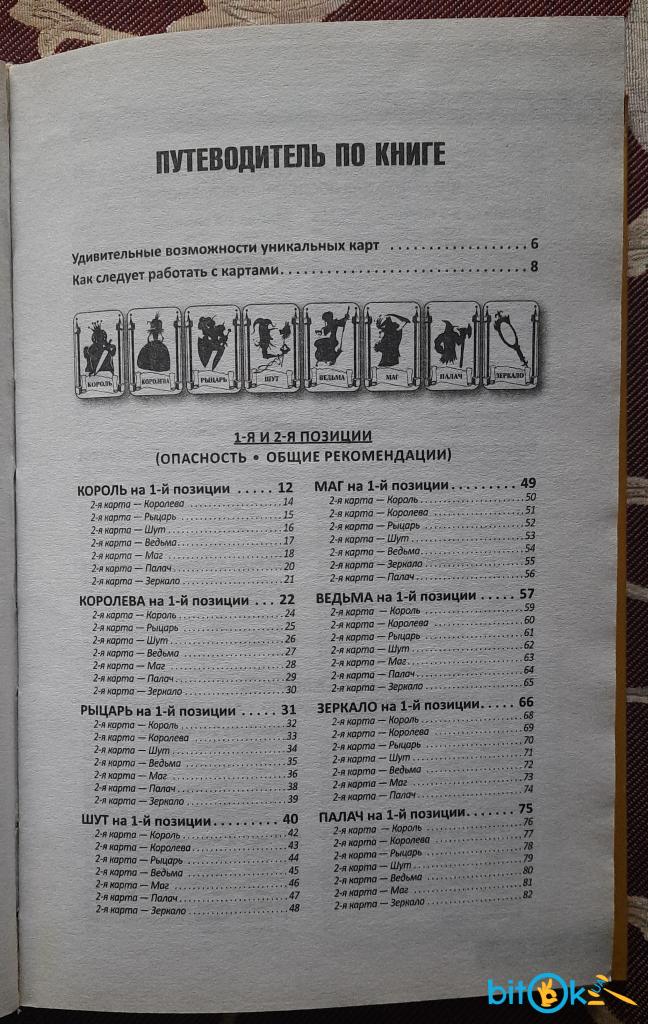 ПУТЕВОДИТЕЛЬ ПО КНИГЕ
Удивительные возможности уникальных карт . . . . . . . . . . . . . . . . . . . . . . 6
Как следует работать с картами. . . . . . . . . . . . . . . . . . . . . . . . . . . . . . . . . . . . . 8
КОРОЛЬ КОРОЛЕВА РЫЦАРЬ ШУТ ВЕДЬМА МАГ ПАЛАЧ ЗЕРКАЛО
1-Я И 2-Я ПОЗИЦИИ
(ОПАСНОСТЬ • ОБЩИЕ РЕКОМЕНДАЦИИ)
КОРОЛЬ на 1-й позиции . . . . . 12
2-я карта — Королева . . . . . 14
2-я карта — Рыцарь . . . . . 15
2-я карта — Шут . . . . . 16
2-я карта — Ведьма . . . . . 17
2-я карта — Маг . . . . . 18
2-я карта — Палач . . . . . 20
2-я карта — Зеркало . . . . . 21
КОРОЛЕВА на 1-й позиции . . . 22
2-я карта — Король . . . . . 24
2-я карта — Рыцарь . . . . . 25
2-я карта — Шут . . . . . 26
2-я карта — Ведьма . . . . . 27
2-я карта — Маг . . . . . 28
2-я карта — Палач . . . . . 29
2-я карта — Зеркало . . . . . 30
РЫЦАРЬ на 1-й позиции . . . . . 31
2-я карта — Король . . . . . 32
2-я карта — Королева . . . . . 33
2-я карта — Шут . . . . . 34
2-я карта — Ведьма . . . . . 35
2-я карта — Маг . . . . . 36
2-я карта — Палач . . . . . 38
2-я карта — Зеркало . . . . . 39
ШУТ на 1-й позиции . . . . . 40
2-я карта — Король . . . . . 42
2-я карта — Королева . . . . . 43
2-я карта — Рыцарь . . . . . 44
2-я карта — Ведьма . . . . . 45
2-я карта — Маг . . . . . 46
2-я карта — Палач . . . . . 47
2-я карта — Зеркало . . . . . 48
МАГ на 1-й позиции . . . . . 49
2-я карта — Король . . . . . 50
2-я карта — Королева . . . . . 51
2-я карта — Рыцарь . . . . . 52
2-я карта — Шут . . . . . 53
2-я карта — Ведьма . . . . . 54
2-я карта — Зеркало . . . . . 55
2-я карта — Палач . . . . . 56
ВЕДЬМА на 1-й позиции . . . . . 57
2-я карта — Король . . . . . 59
2-я карта — Королева . . . . . 60
2-я карта — Рыцарь . . . . . 61
2-я карта — Шут . . . . . 62
2-я карта — Маг . . . . . 63
2-я карта — Палач . . . . . 64
2-я карта — Зеркало . . . . . 65
ЗЕРКАЛО на 1-й позиции . . . . . 66
2-я карта — Король . . . . . 68
2-я карта — Королева . . . . . 69
2-я карта — Рыцарь . . . . . 70
2-я карта — Шут . . . . . 71
2-я карта — Ведьма . . . . . 72
2-я карта — Маг . . . . . 73
2-я карта — Палач . . . . . 74
ПАЛАЧ на 1-й позиции . . . . . 75
2-я карта — Король . . . . . 76
2-я карта — Королева . . . . . 77
2-я карта — Рыцарь . . . . . 78
2-я карта — Шут . . . . . 79
2-я карта — Ведьма . . . . . 80
2-я карта — Маг . . . . . 81
2-я карта — Зеркало . . . . . 82
bitOk